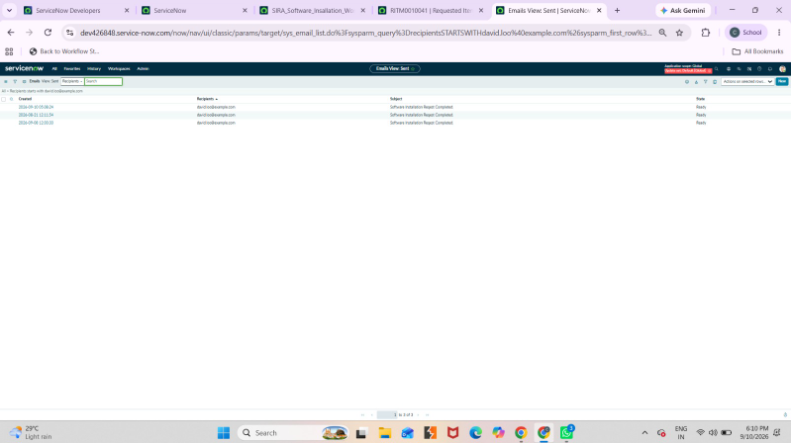 ServiceNow Developers
ServiceNow
SIRA_Software_Insallation_Wo
RITM0010041 | Requested Ite
Emails View: Sent | ServiceNo
Ask Gemini
dev426848.service-now.com/now/nav/ui/classic/params/target/sys_email_list.do%3Fsysparm_query%3DrecipientsSTARTSWITHdavid.loo%40example.com%26sysparm_first_row%3...
School
Back to Workflow St...
All Bookmarks
servicenow All Favorites History Workspaces Admin
Emails View: Sent
Application scope: Global
Emails View: Sent Recipients Search
Actions on selected rows...
New
All > Recipients starts with david.loo@example.com
Created Recipients Subject State
david.loo@example.com Software Installation Request Completed Ready
david.loo@example.com Software Installation Request Completed Ready
david.loo@example.com Software Installation Request Completed Ready
1 to 3 of 3
29°C
Light rain
Search
3
ENG
IN
6:10 PM
9/10/2026